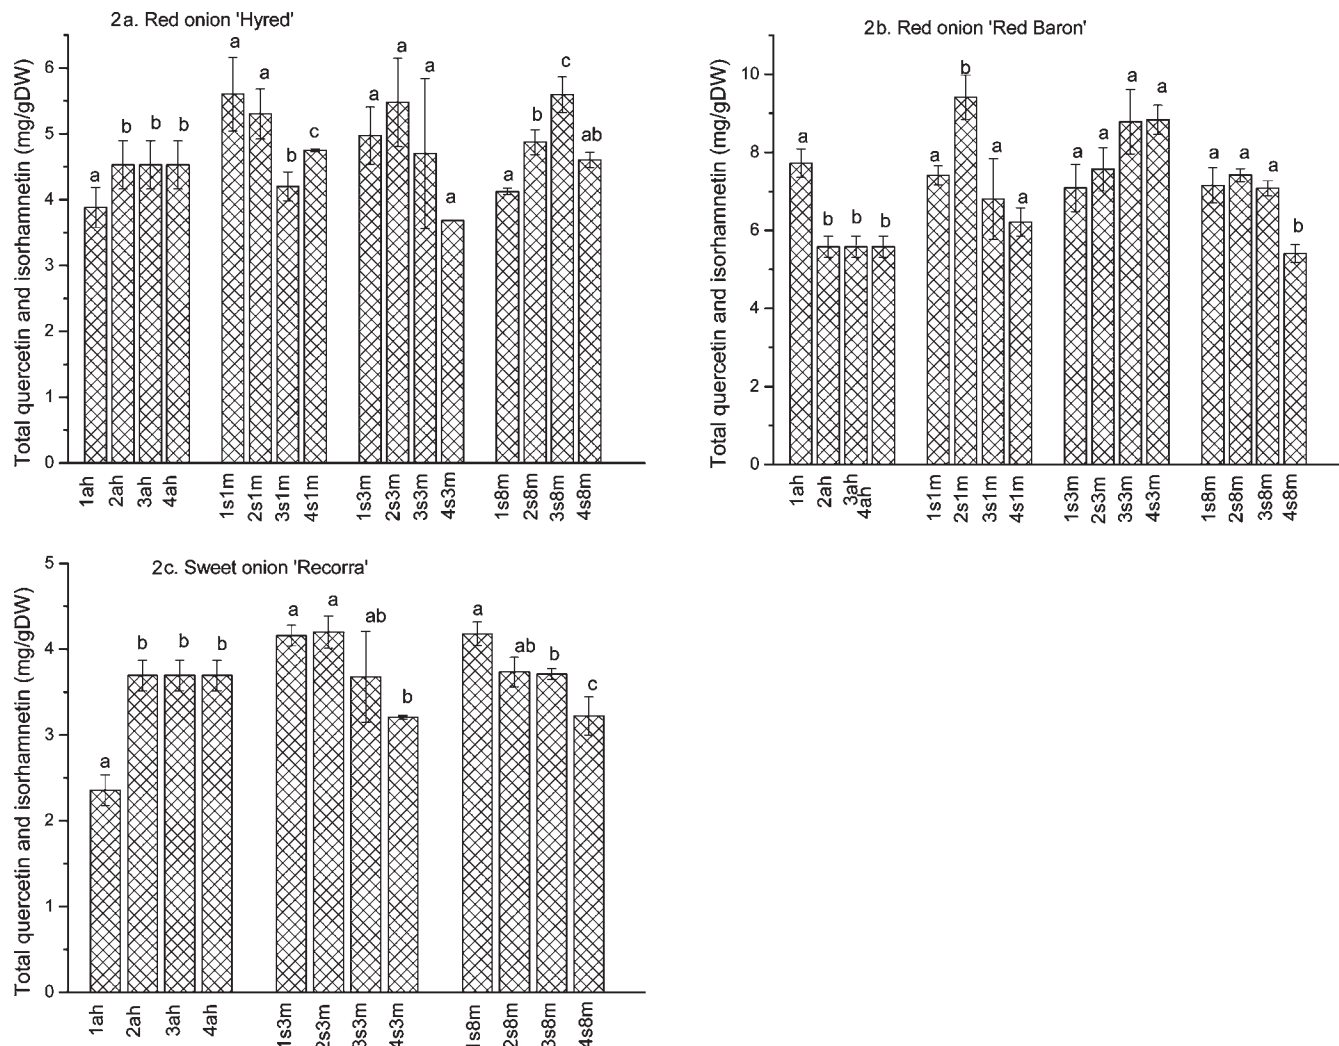 2a. Red onion 'Hyred'
Total quercetin and isorhamnetin (mg/gDW)
6
5
4
3
2
1
0
a
b
b
b
a
a
b
c
a
a
a
a
a
b
c
ab
1ah
2ah
3ah
4ah
1s1m
2s1m
3s1m
4s1m
1s3m
2s3m
3s3m
4s3m
1s8m
2s8m
3s8m
4s8m
2b. Red onion 'Red Baron'
Total quercetin and isorhamnetin (mg/gDW)
10
8
6
4
2
0
a
b
b
b
a
b
a
a
a
a
a
a
a
a
a
b
1ah
2ah
3ah
4ah
1s1m
2s1m
3s1m
4s1m
1s3m
2s3m
3s3m
4s3m
1s8m
2s8m
3s8m
4s8m
2c. Sweet onion 'Recorra'
Total quercetin and isorhamnetin (mg/gDW)
5
4
3
2
1
0
a
b
b
b
a
a
ab
b
a
ab
b
c
1ah
2ah
3ah
4ah
1s3m
2s3m
3s3m
4s3m
1s8m
2s8m
3s8m
4s8m